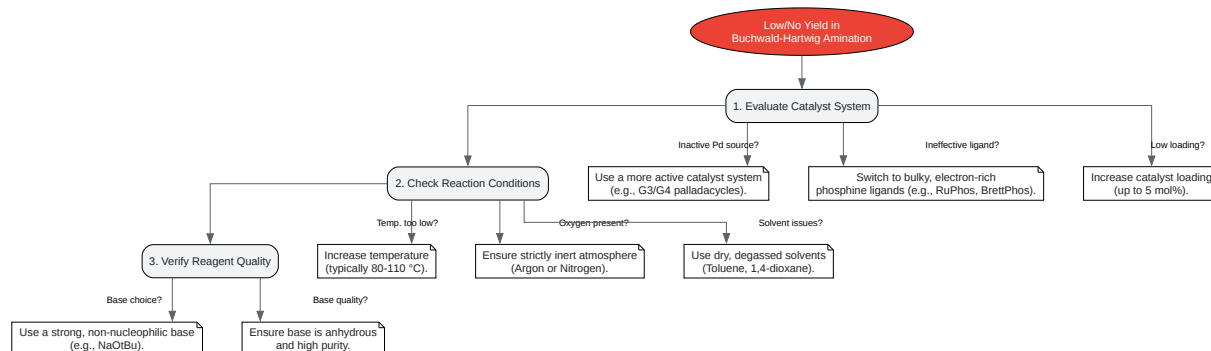 Low/No Yield in
Buchwald-Hartwig Amination
1. Evaluate Catalyst System
Inactive Pd source?
Ineffective ligand?
Low loading?
Use a more active catalyst system
(e.g., G3/G4 palladacycles).
Switch to bulky, electron-rich
phosphine ligands (e.g., RuPhos, BrettPhos).
Increase catalyst loading
(up to 5 mol%).
2. Check Reaction Conditions
Temp. too low?
Oxygen present?
Solvent issues?
Increase temperature
(typically 80-110 °C).
Ensure strictly inert atmosphere
(Argon or Nitrogen).
Use dry, degassed solvents
(Toluene, 1,4-dioxane).
3. Verify Reagent Quality
Base choice?
Base quality?
Use a strong, non-nucleophilic base
(e.g., NaOtBu).
Ensure base is anhydrous
and high purity.